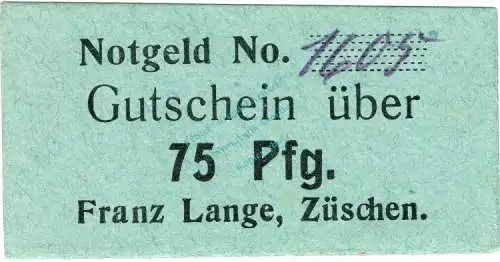 Notgeld No. 1605
Gutschein über
75 Pfg.
Franz Lange, Züschen.